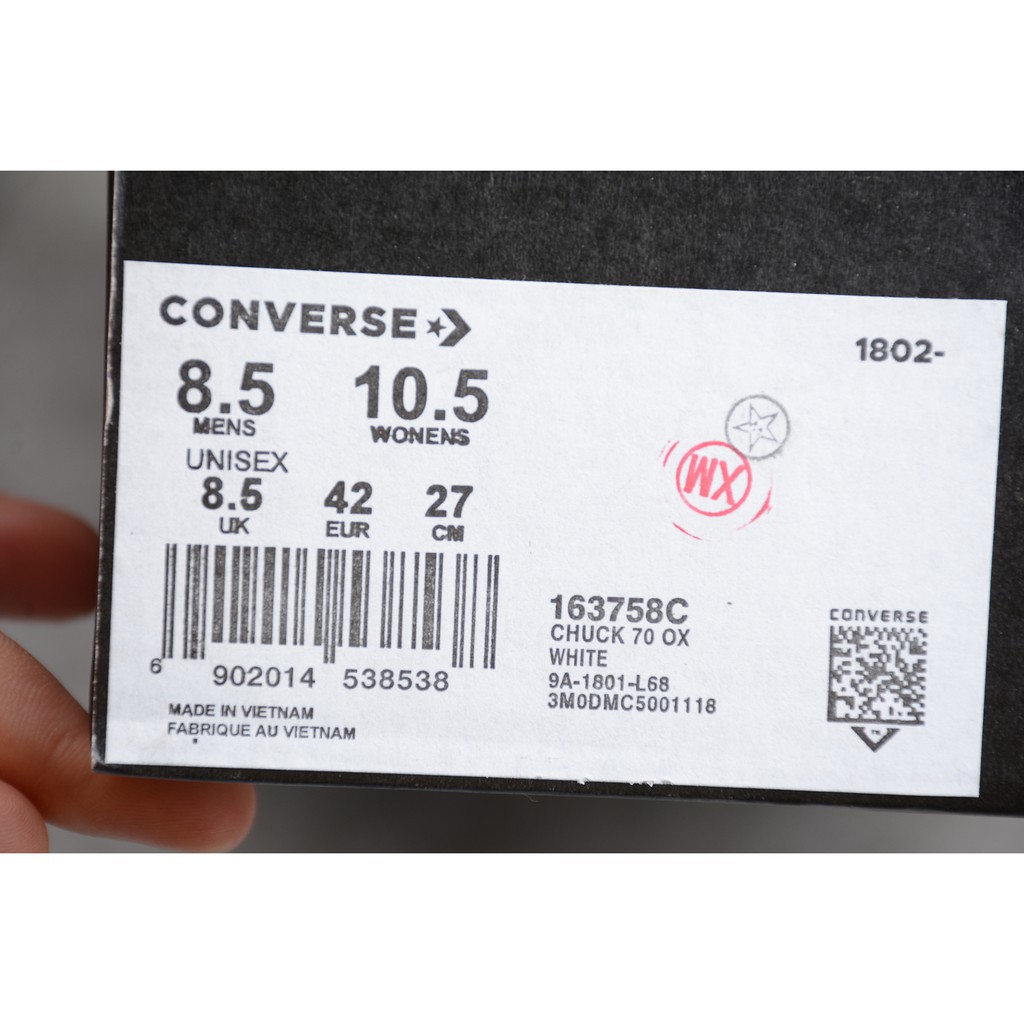 CONVERSE
1802-
8.5 10.5
MENS WONENS
UNISEX
8.5 42 27
UK EUR CM
WX
6 902014 538538
MADE IN VIETNAM
FABRIQUE AU VIETNAM
163758C
CHUCK 70 OX
WHITE
9A-1801-L68
3M0DMC5001118
CONVERSE
TM